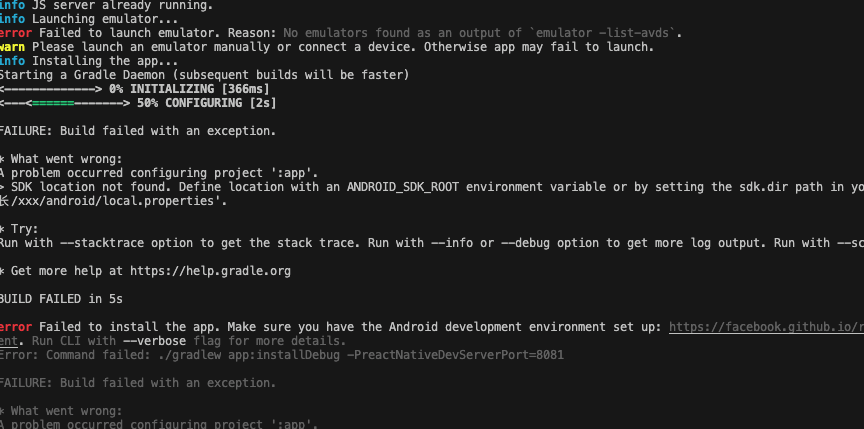 info JS server already running.
info Launching emulator...
error Failed to launch emulator. Reason: No emulators found as an output of `emulator -list-avds`.
warn Please launch an emulator manually or connect a device. Otherwise app may fail to launch.
info Installing the app...
Starting a Gradle Daemon (subsequent builds will be faster)
<-------------> 0% INITIALIZING [366ms]
<---<======-------> 50% CONFIGURING [2s]
FAILURE: Build failed with an exception.
* What went wrong:
A problem occurred configuring project ':app'.
> SDK location not found. Define location with an ANDROID_SDK_ROOT environment variable or by setting the sdk.dir path in yo
长/xxx/android/local.properties'.
* Try:
Run with --stacktrace option to get the stack trace. Run with --info or --debug option to get more log output. Run with --sc
* Get more help at https://help.gradle.org
BUILD FAILED in 5s
error Failed to install the app. Make sure you have the Android development environment set up: https://facebook.github.io/r
ent. Run CLI with --verbose flag for more details.
Error: Command failed: ./gradlew app:installDebug -PreactNativeDevServerPort=8081
FAILURE: Build failed with an exception.
* What went wrong:
A problem occurred configuring project ':app'.